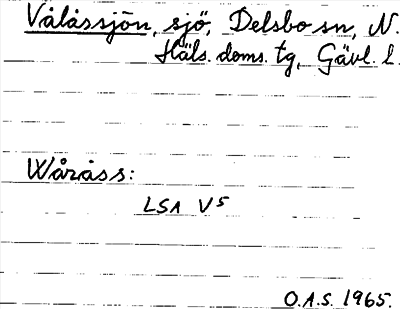 Vålåssjön, sjö, Delsbo sn, N.
Häls. doms. tg, Gävl. l.
Wåråss:
LSA V5
O.A.S. 1965.